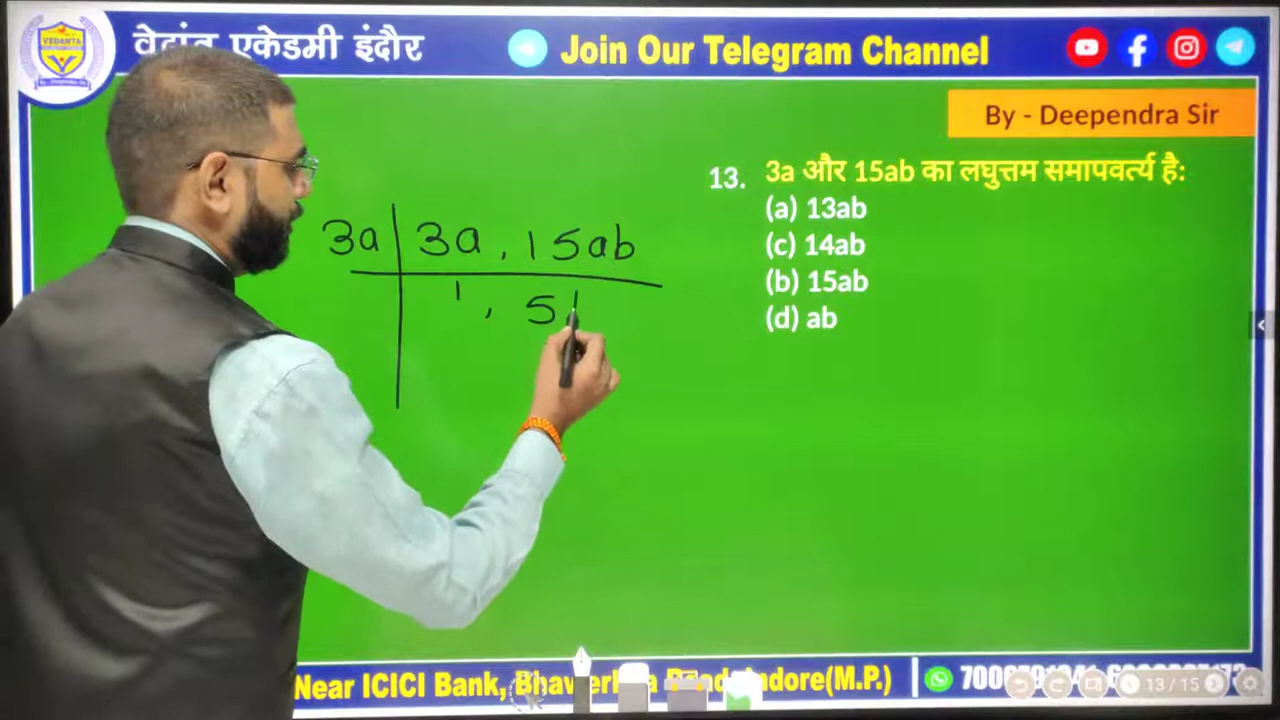 VEDANTA
वेदांत एकेडमी इंदौर
Join Our Telegram Channel
By - Deependra Sir
13. 3a और 15ab का लघुत्तम समापवर्त्य है:
(a) 13ab
(c) 14ab
(b) 15ab
(d) ab
3a | 3a , 15ab
1 , 5
Near ICICI Bank,
(M.P.)
13 / 15